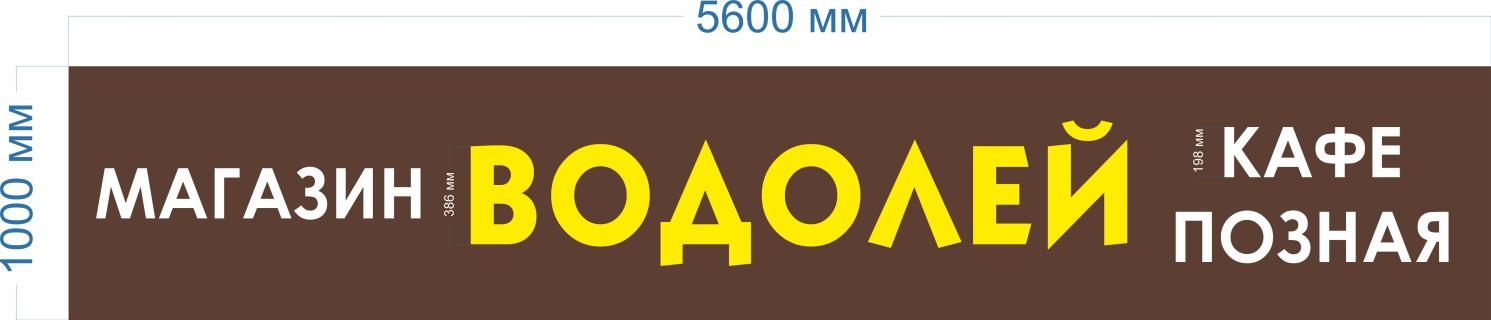 5600 мм
1000 мм
МАГАЗИН
386 мм
ВОДОЛЕЙ
198 мм
КАФЕ
ПОЗНАЯ